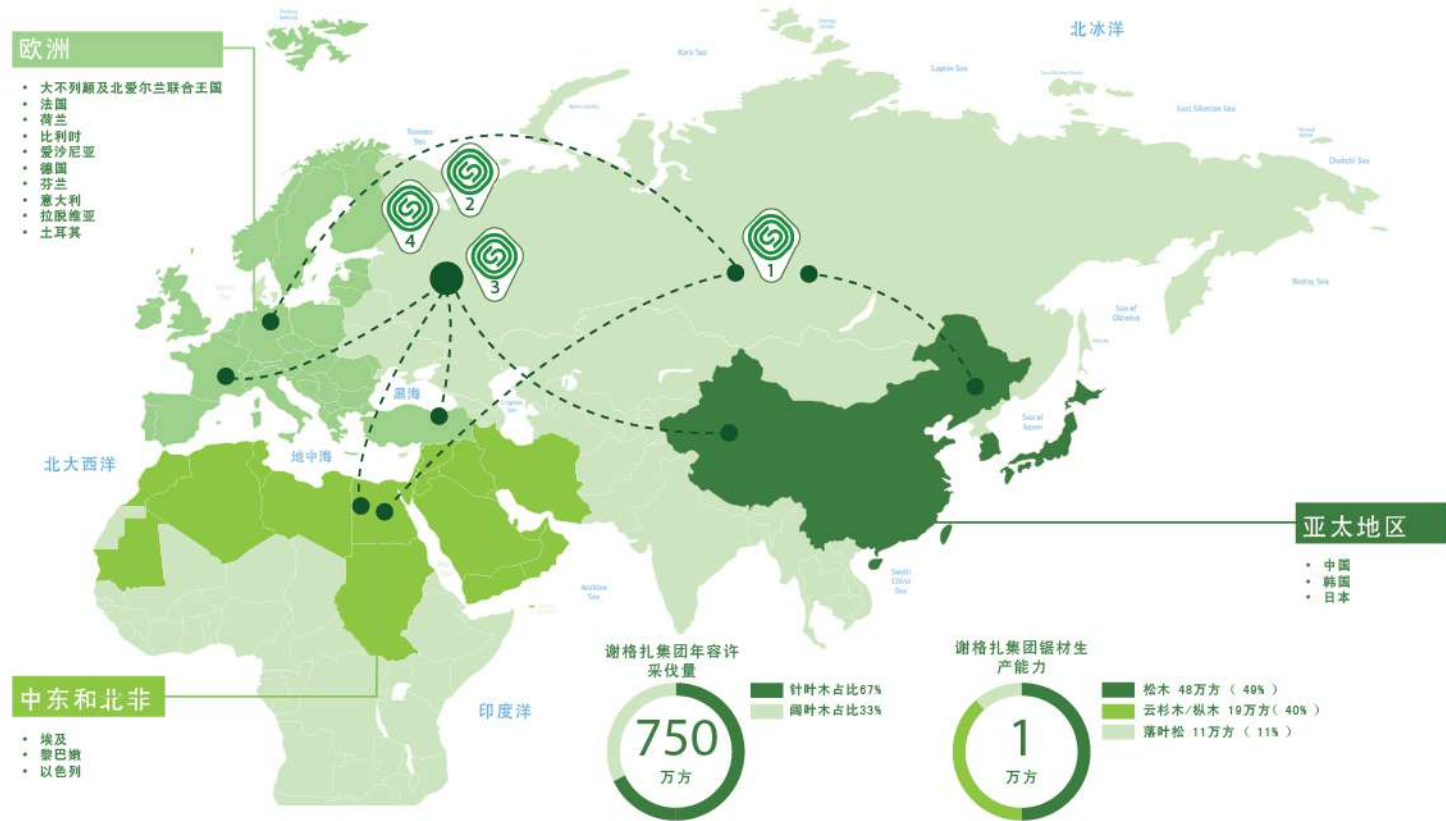 北冰洋
欧洲
• 大不列颠及北爱尔兰联合王国
• 法国
• 荷兰
• 比利时
• 爱沙尼亚
• 德国
• 芬兰
• 意大利
• 拉脱维亚
• 土耳其
Kara Sea
Laptev Sea
East Siberian Sea
Chukchi Sea
Barents
Sea
2
4
3
1
Bering Sea
Sea of
Okhotsk
黑海
Caspian
Sea
Sea of
Japan
北大西洋
地中海
亚太地区
• 中国
• 韩国
• 日本
Arabian
Sea
South
China
Sea
中东和北非
• 埃及
• 黎巴嫩
• 以色列
印度洋
谢格扎集团年容许
采伐量
750
万方
针叶木占比67%
阔叶木占比33%
谢格扎集团锯材生
产能力
1
万方
松木 48万方（ 49% ）
云杉木/枞木 19万方（ 40% ）
落叶松 11万方（ 11% ）